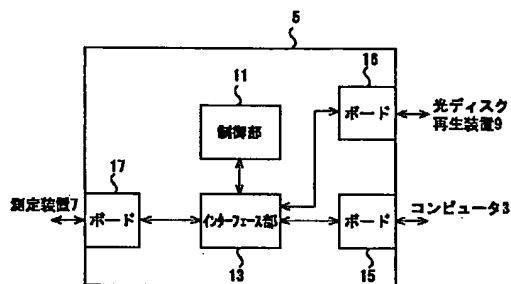 5
16
11
光ディスク
再生装置9
ボード
制御部
17
測定装置7
ボード
インターフェース部
ボード
コンピュータ3
13
15